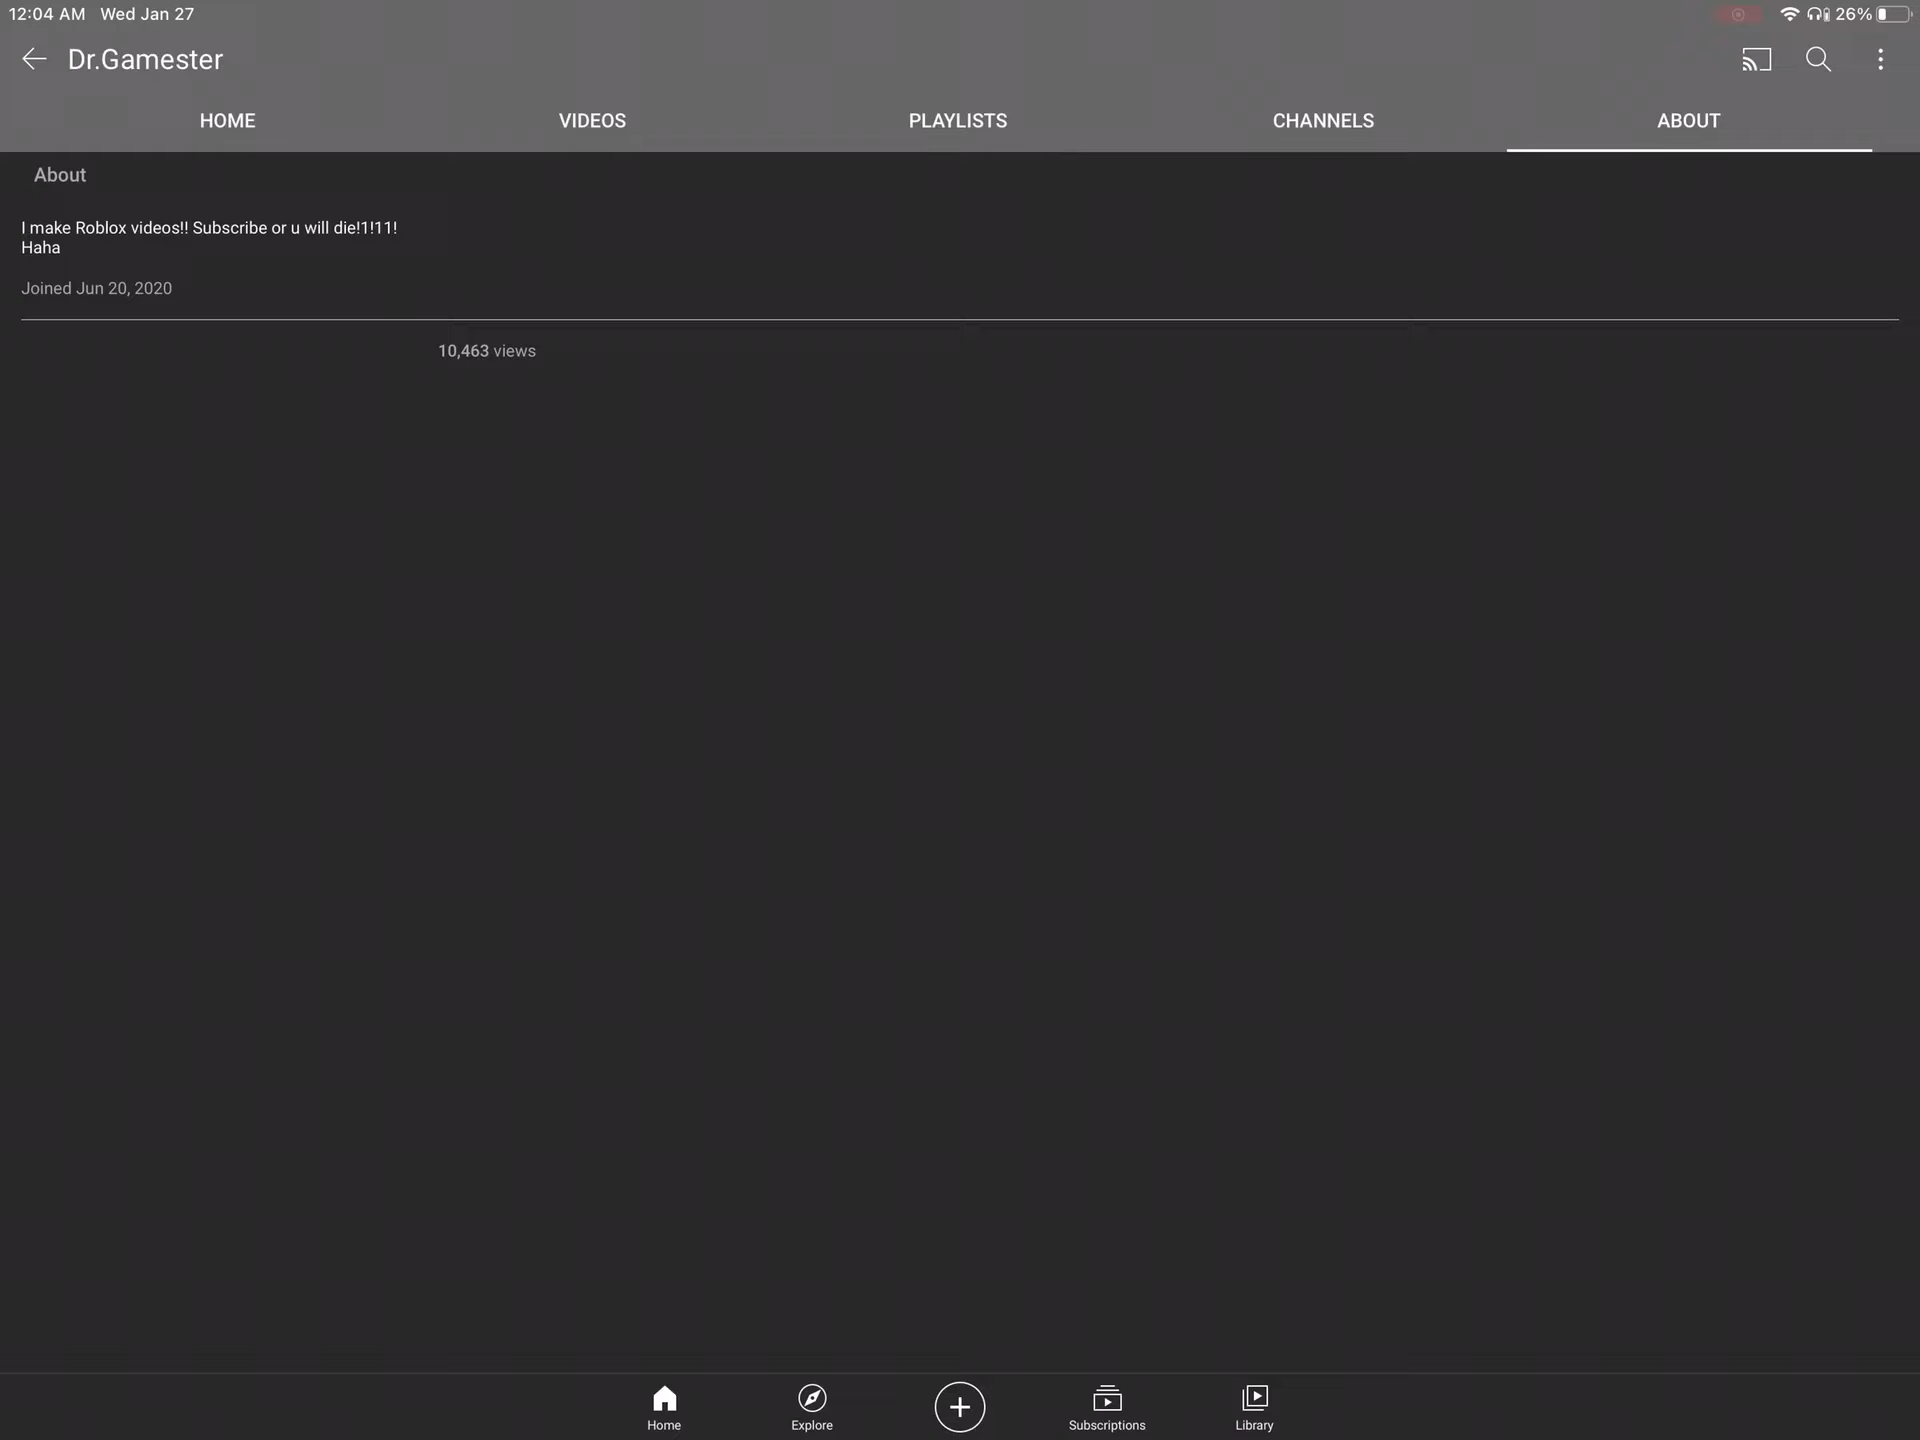 12:04 AM Wed Jan 27
26%
Dr.Gamester
HOME VIDEOS PLAYLISTS CHANNELS ABOUT
About
I make Roblox videos!! Subscribe or u will die!1!11!
Haha
Joined Jun 20, 2020
10,463 views
Home Explore Subscriptions Library